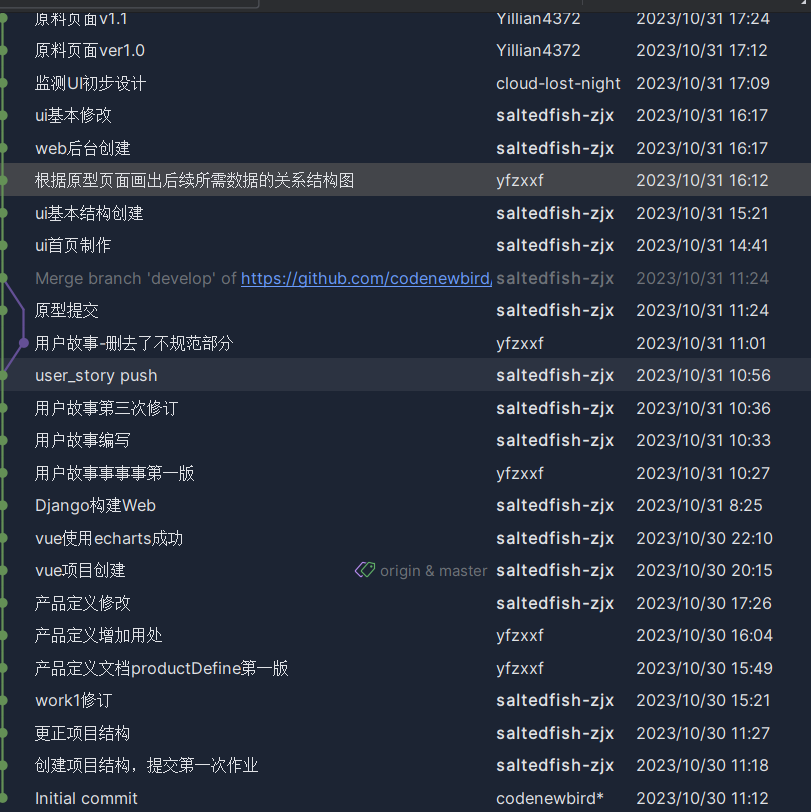 原料页面v1.1 Yillian4372 2023/10/31 17:24
原料页面ver1.0 Yillian4372 2023/10/31 17:12
监测UI初步设计 cloud-lost-night 2023/10/31 17:09
ui基本修改 saltedfish-zjx 2023/10/31 16:17
web后台创建 saltedfish-zjx 2023/10/31 16:17
根据原型页面画出后续所需数据的关系结构图 yfzxxf 2023/10/31 16:12
ui基本结构创建 saltedfish-zjx 2023/10/31 15:21
ui首页制作 saltedfish-zjx 2023/10/31 14:41
Merge branch 'develop' of https://github.com/codenewbird, saltedfish-zjx 2023/10/31 11:24
原型提交 saltedfish-zjx 2023/10/31 11:24
用户故事-删去了不规范部分 yfzxxf 2023/10/31 11:01
user_story push saltedfish-zjx 2023/10/31 10:56
用户故事第三次修订 saltedfish-zjx 2023/10/31 10:36
用户故事编写 saltedfish-zjx 2023/10/31 10:33
用户故事事事事第一版 yfzxxf 2023/10/31 10:27
Django构建Web saltedfish-zjx 2023/10/31 8:25
vue使用echarts成功 saltedfish-zjx 2023/10/30 22:10
vue项目创建 origin & master saltedfish-zjx 2023/10/30 20:15
产品定义修改 saltedfish-zjx 2023/10/30 17:26
产品定义增加用处 yfzxxf 2023/10/30 16:04
产品定义文档productDefine第一版 yfzxxf 2023/10/30 15:49
work1修订 saltedfish-zjx 2023/10/30 15:21
更正项目结构 saltedfish-zjx 2023/10/30 11:27
创建项目结构，提交第一次作业 saltedfish-zjx 2023/10/30 11:18
Initial commit codenewbird* 2023/10/30 11:12